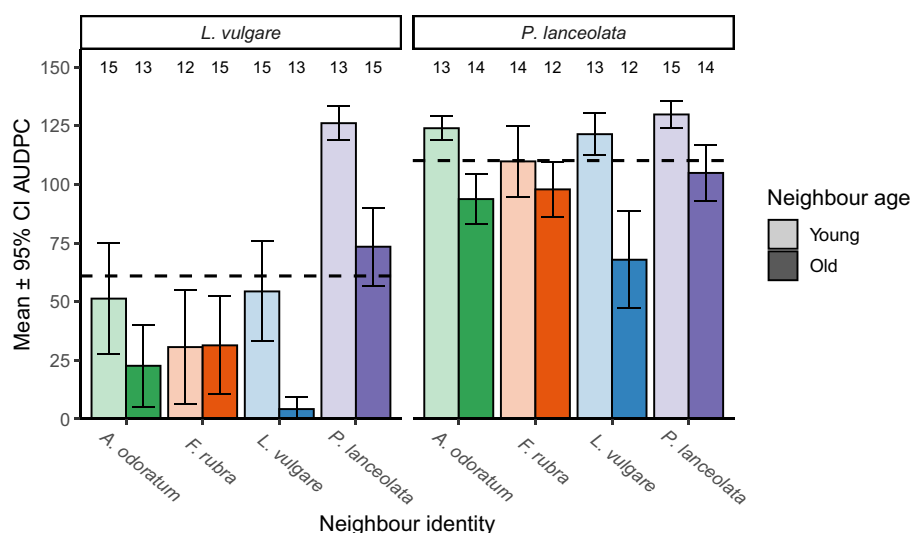 L. vulgare
P. lanceolata
Mean ± 95% CI AUDPC
150
125
100
75
50
25
0
15 13 12 15 15 13 13 15
13 14 14 12 13 12 15 14
A. odoratum
F. rubra
L. vulgare
P. lanceolata
A. odoratum
F. rubra
L. vulgare
P. lanceolata
Neighbour identity
Neighbour age
Young
Old